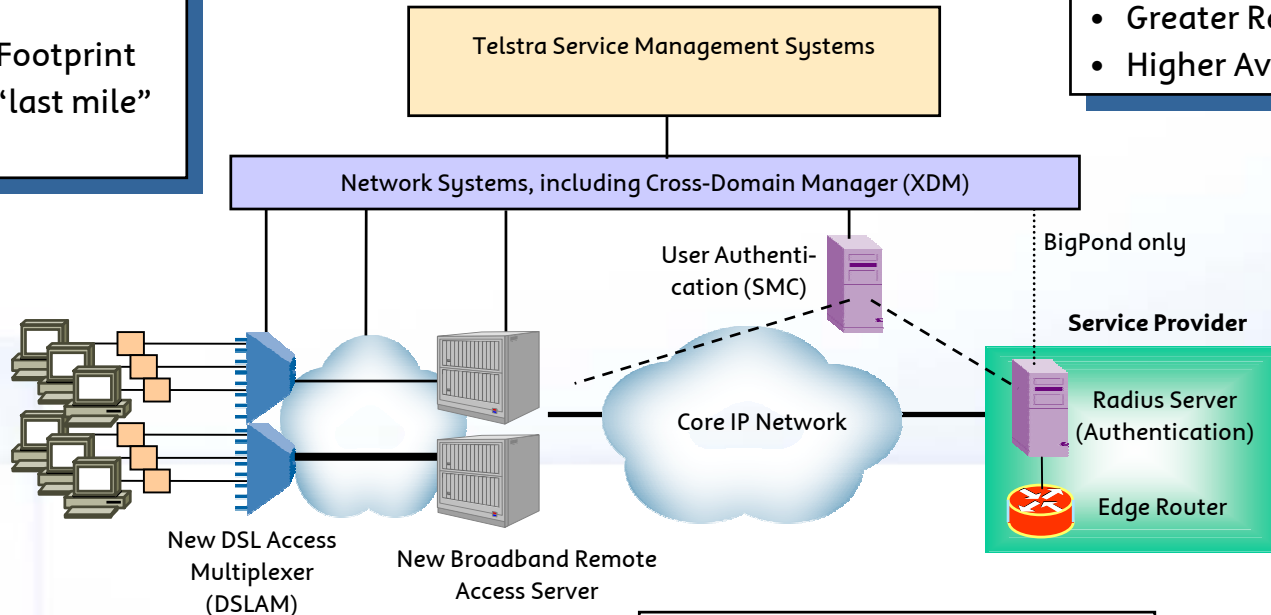 Footprint
“last mile”
Telstra Service Management Systems
• Greater
• Higher
Network Systems, including Cross-Domain Manager (XDM)
User Authenti-
cation (SMC)
BigPond only
Service Provider
Radius Server
(Authentication)
Core IP Network
Edge Router
New DSL Access
Multiplexer
(DSLAM)
New Broadband Remote
Access Server